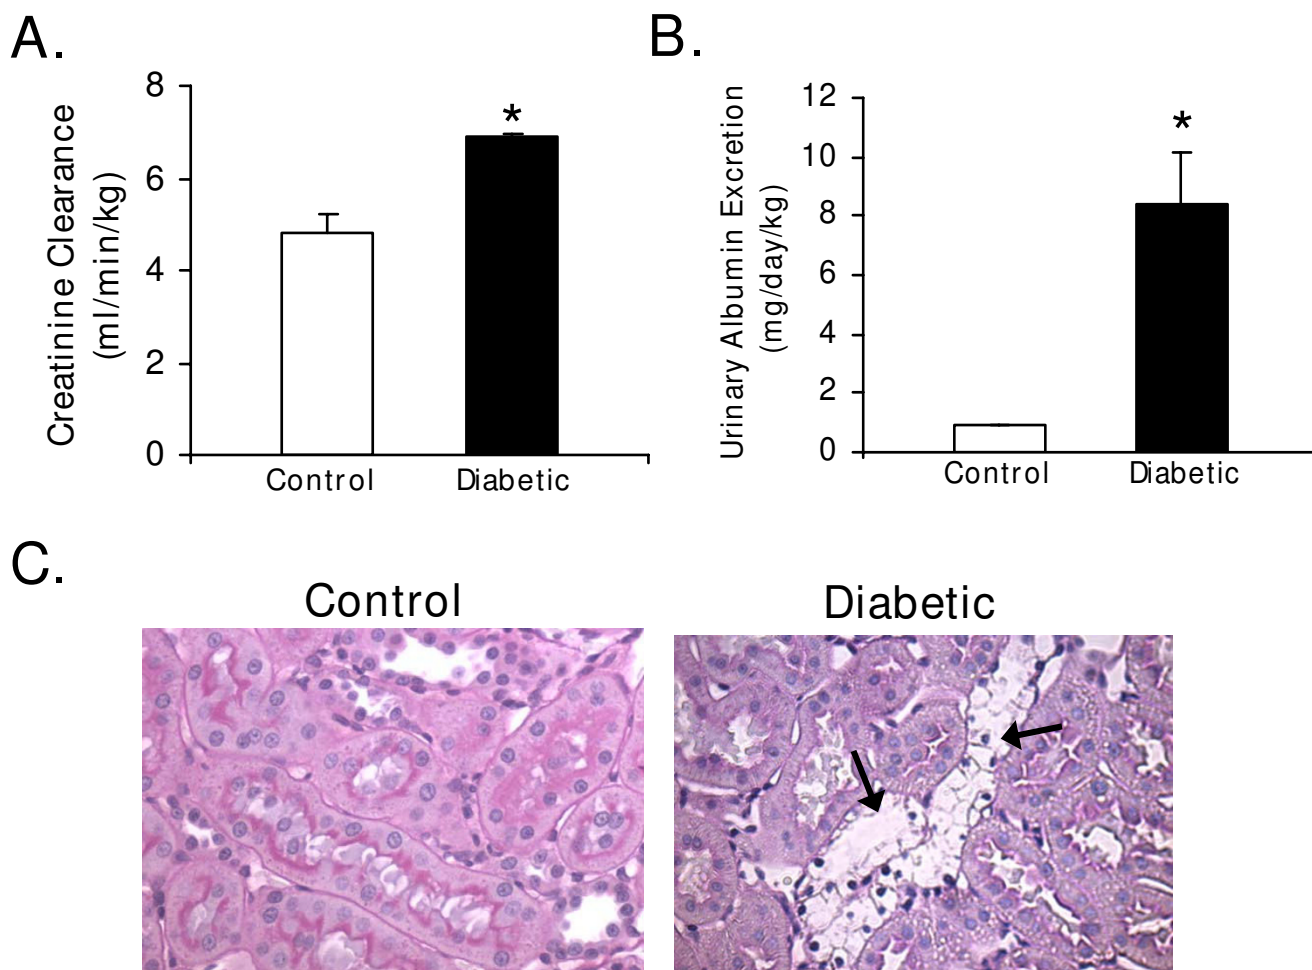 A.
Creatinine Clearance
(ml/min/kg)
8
6
4
2
0
*
Control
Diabetic
B.
Urinary Albumin Excretion
(mg/day/kg)
12
10
8
6
4
2
0
*
Control
Diabetic
C.
Control
Diabetic